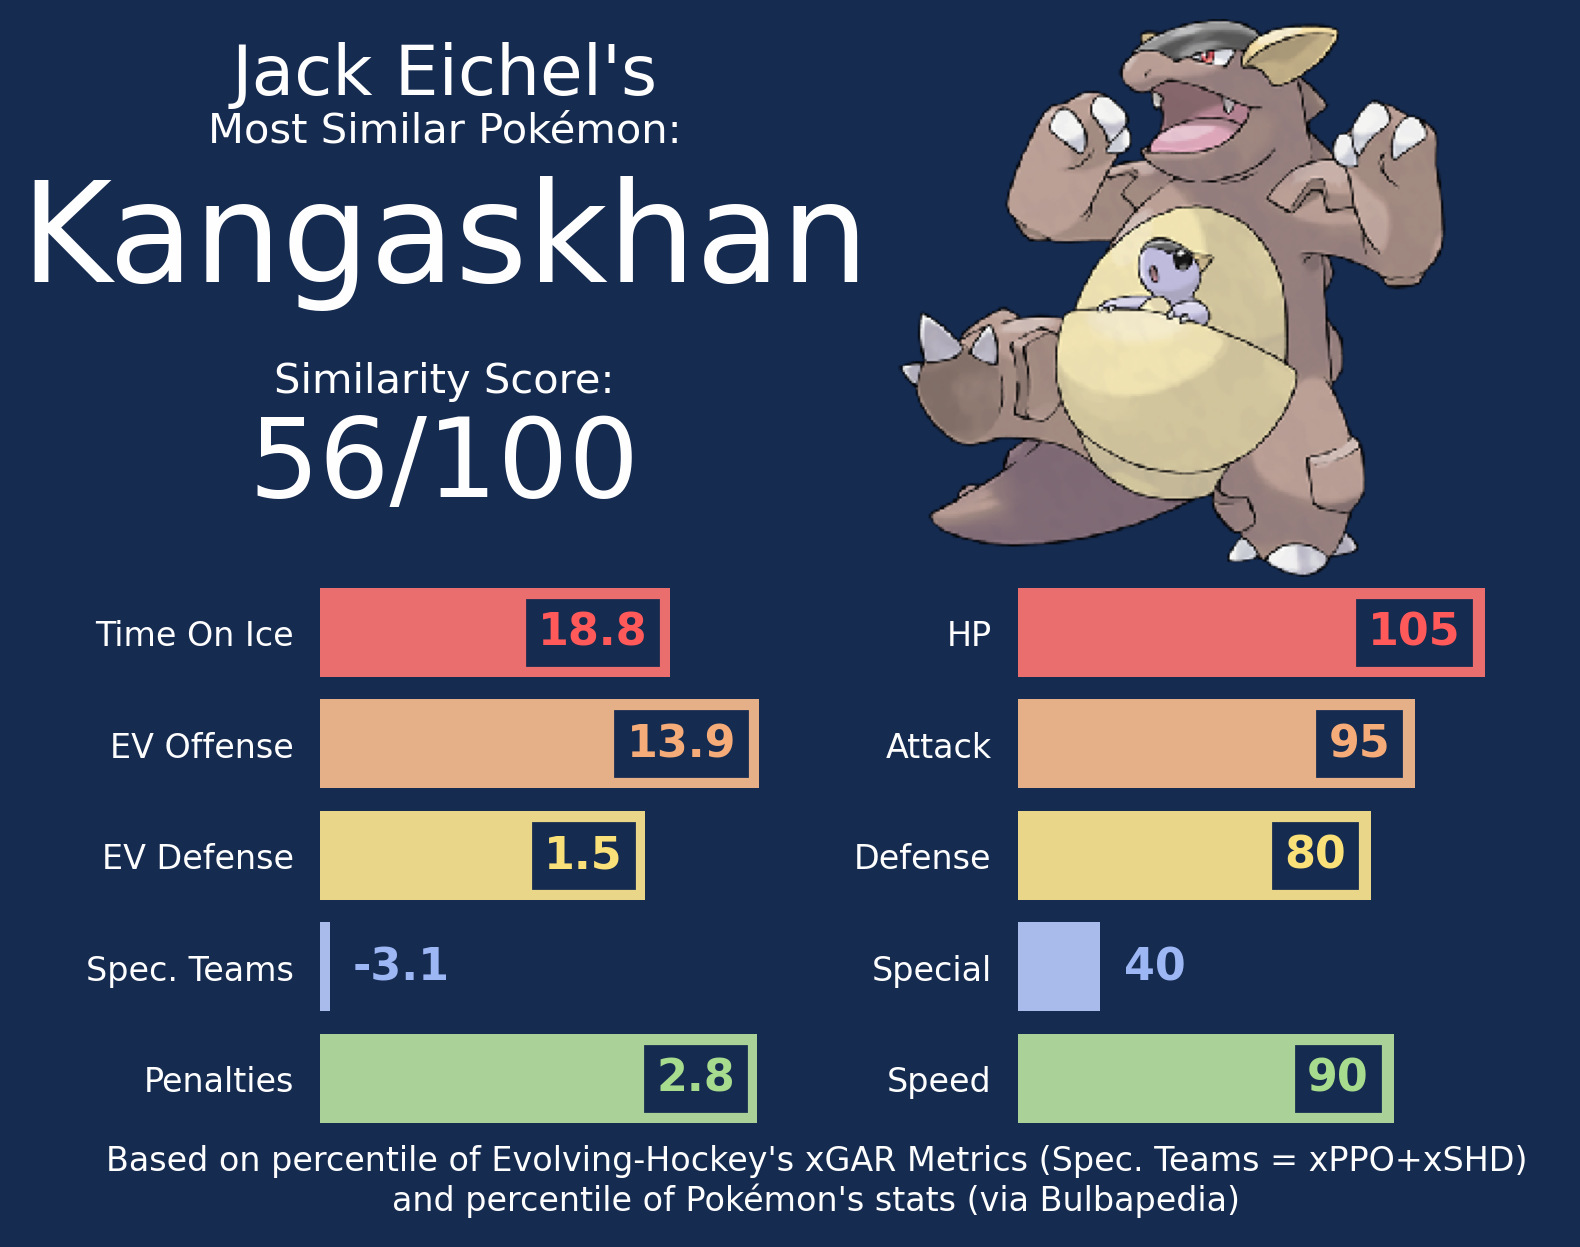 Jack Eichel's
Most Similar Pokémon:
Kangaskhan
Similarity Score:
56/100
Time On Ice 18.8
EV Offense 13.9
EV Defense 1.5
Spec. Teams -3.1
Penalties 2.8
HP 105
Attack 95
Defense 80
Special 40
Speed 90
Based on percentile of Evolving-Hockey's xGAR Metrics (Spec. Teams = xPPO+xSHD)
and percentile of Pokémon's stats (via Bulbapedia)